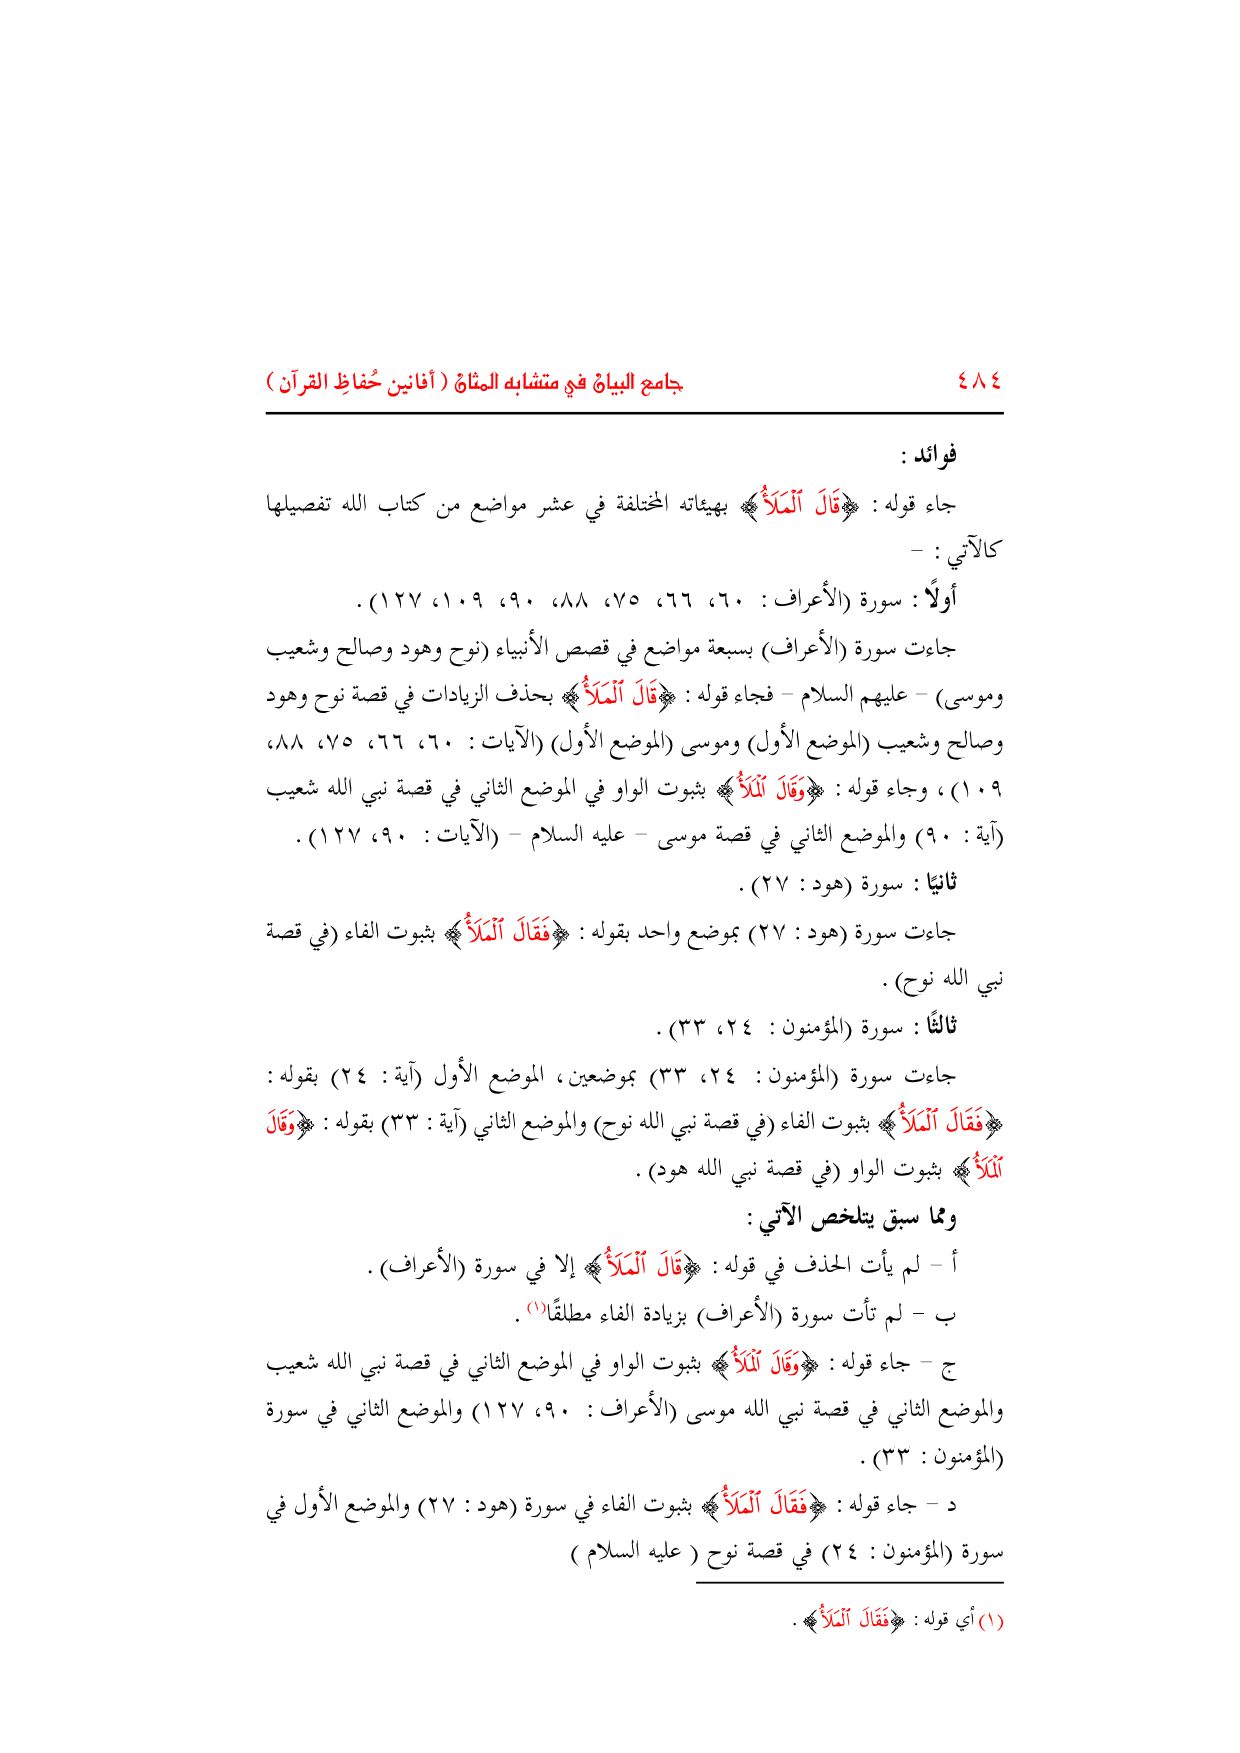 ٤٨٤ جامع البيان في متشابه المثان ( أفانين حُفاظِ القرآن )
فوائد :
جاء قوله : ﴿قَالَ ٱلْمَلَأُ﴾ بهيئاته المختلفة في عشر مواضع من كتاب الله تفصيلها
كالآتي : –
أولًا : سورة (الأعراف : ٦٠، ٦٦، ٧٥، ٨٨، ٩٠، ١٠٩، ١٢٧) .
جاءت سورة (الأعراف) بسبعة مواضع في قصص الأنبياء (نوح وهود وصالح وشعيب
وموسى) – عليهم السلام – فجاء قوله : ﴿قَالَ ٱلْمَلَأُ﴾ بحذف الزيادات في قصة نوح وهود
وصالح وشعيب (الموضع الأول) وموسى (الموضع الأول) (الآيات : ٦٠، ٦٦، ٧٥، ٨٨،
١٠٩) ، وجاء قوله : ﴿وَقَالَ ٱلْمَلَأُ﴾ بثبوت الواو في الموضع الثاني في قصة نبي الله شعيب
(آية : ٩٠) والموضع الثاني في قصة موسى – عليه السلام – (الآيات : ٩٠، ١٢٧) .
ثانيًا : سورة (هود : ٢٧) .
جاءت سورة (هود : ٢٧) بموضع واحد بقوله : ﴿فَقَالَ ٱلْمَلَأُ﴾ بثبوت الفاء (في قصة
نبي الله نوح) .
ثالثًا : سورة (المؤمنون : ٢٤، ٣٣) .
جاءت سورة (المؤمنون : ٢٤، ٣٣) بموضعين، الموضع الأول (آية : ٢٤) بقوله :
﴿فَقَالَ ٱلْمَلَأُ﴾ بثبوت الفاء (في قصة نبي الله نوح) والموضع الثاني (آية : ٣٣) بقوله : ﴿وَقَالَ
ٱلْمَلَأُ﴾ بثبوت الواو (في قصة نبي الله هود) .
ومما سبق يتلخص الآتي :
أ – لم يأت الحذف في قوله : ﴿قَالَ ٱلْمَلَأُ﴾ إلا في سورة (الأعراف) .
ب – لم تأت سورة (الأعراف) بزيادة الفاء مطلقًا(١) .
ج – جاء قوله : ﴿وَقَالَ ٱلْمَلَأُ﴾ بثبوت الواو في الموضع الثاني في قصة نبي الله شعيب
والموضع الثاني في قصة نبي الله موسى (الأعراف : ٩٠، ١٢٧) والموضع الثاني في سورة
(المؤمنون : ٣٣) .
د – جاء قوله : ﴿فَقَالَ ٱلْمَلَأُ﴾ بثبوت الفاء في سورة (هود : ٢٧) والموضع الأول في
سورة (المؤمنون : ٢٤) في قصة نوح ( عليه السلام )
(١) أي قوله : ﴿فَقَالَ ٱلْمَلَأُ﴾ .